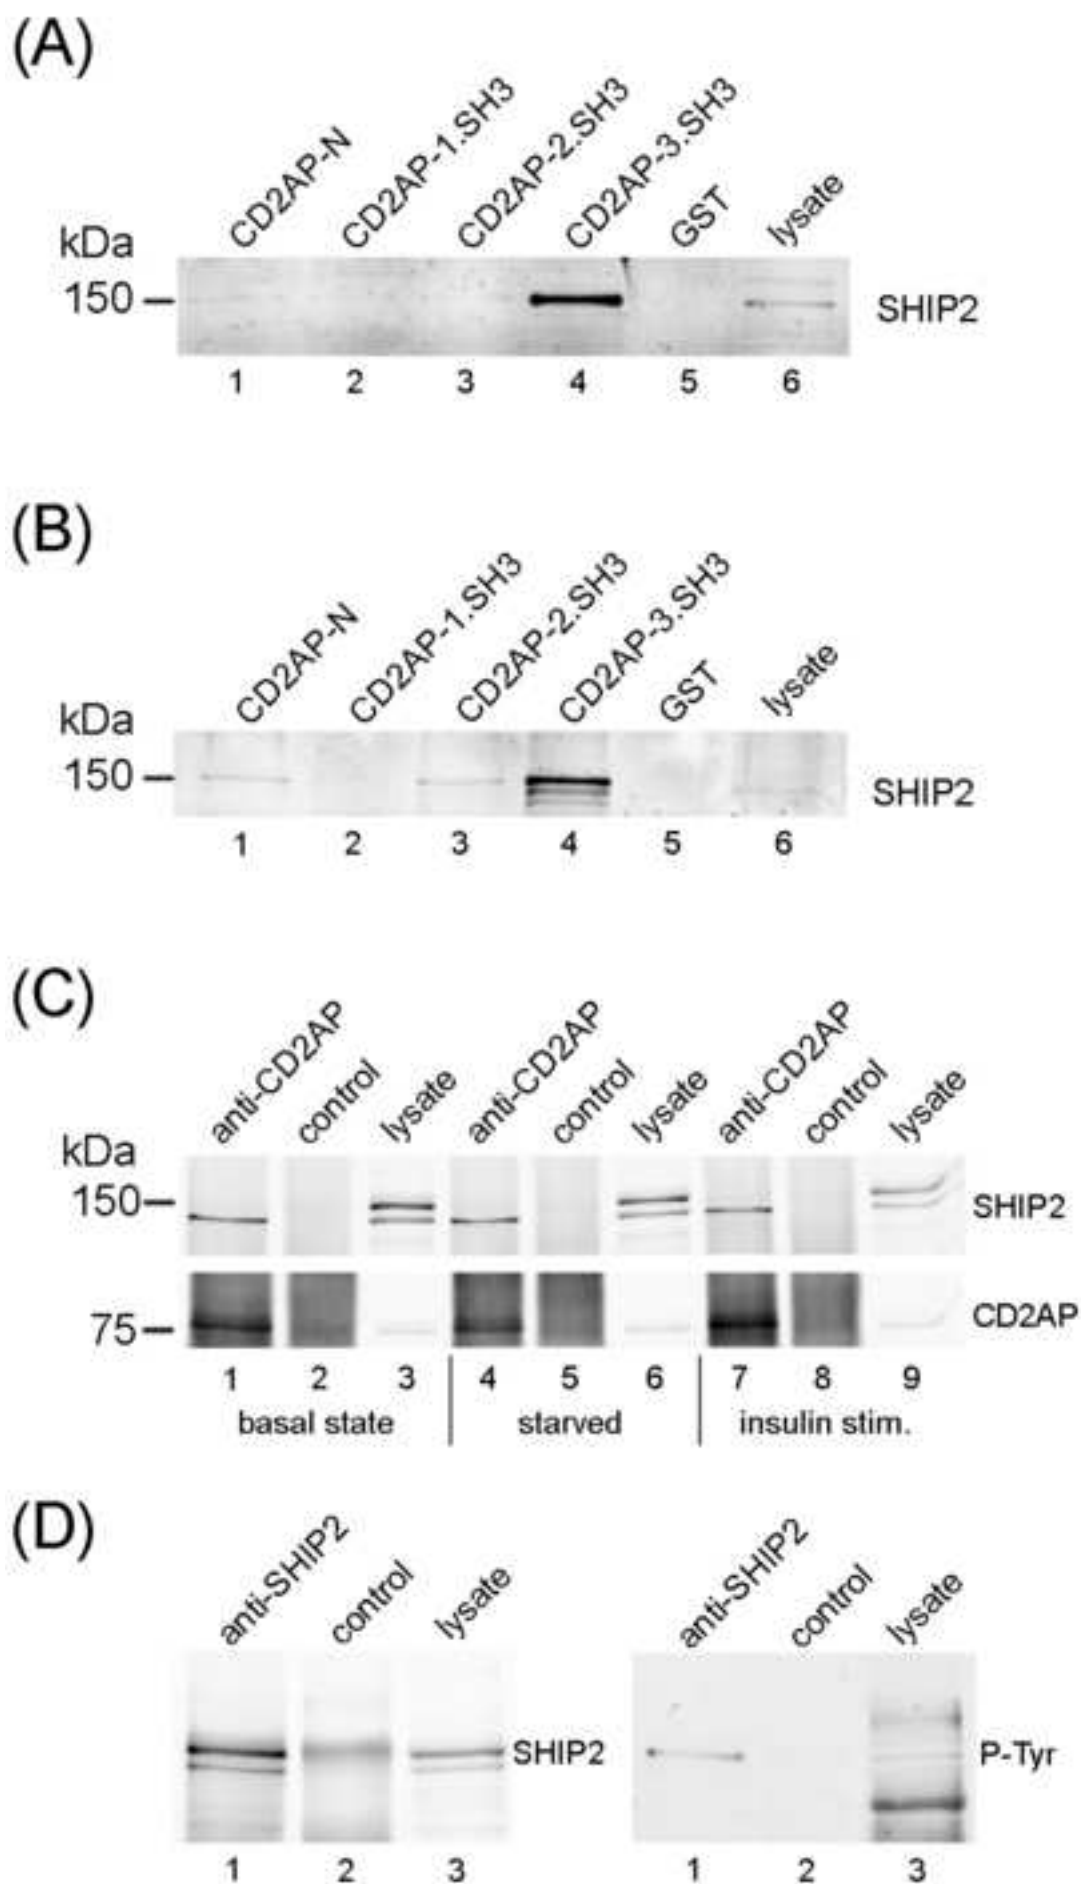 (A)
CD2AP-N CD2AP-1.SH3 CD2AP-2.SH3 CD2AP-3.SH3 GST lysate
kDa
150
SHIP2
1 2 3 4 5 6
(B)
CD2AP-N CD2AP-1.SH3 CD2AP-2.SH3 CD2AP-3.SH3 GST lysate
kDa
150
SHIP2
1 2 3 4 5 6
(C)
anti-CD2AP control lysate anti-CD2AP control lysate anti-CD2AP control lysate
kDa
150
SHIP2
75
CD2AP
1 2 3 4 5 6 7 8 9
basal state starved insulin stim.
(D)
anti-SHIP2 control lysate anti-SHIP2 control lysate
SHIP2 P-Tyr
1 2 3 1 2 3